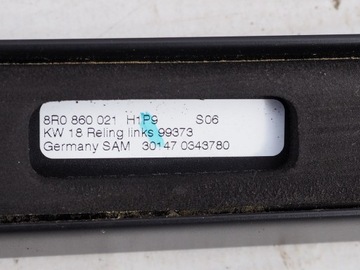 8R0 860 021 H1P9 S06
KW 18 Reling links 99373
Germany SAM 30147 0343780